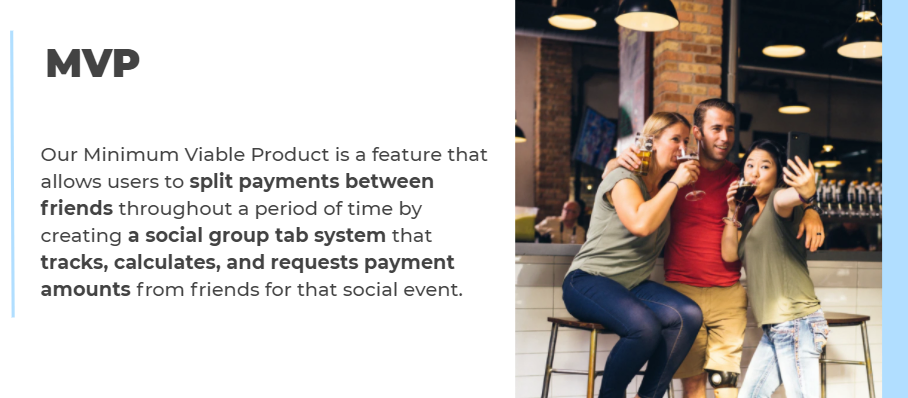 MVP
Our Minimum Viable Product is a feature that
allows users to split payments between
friends throughout a period of time by
creating a social group tab system that
tracks, calculates, and requests payment
amounts from friends for that social event.